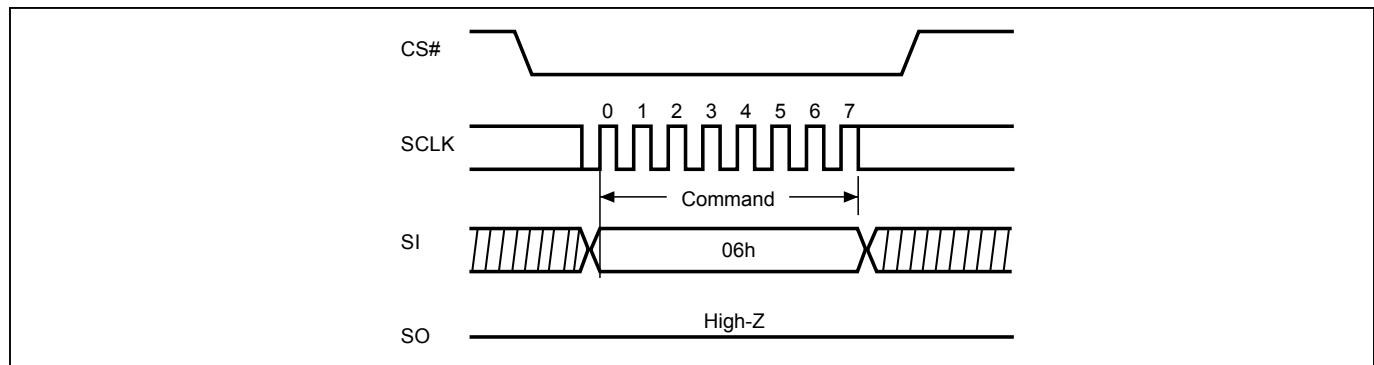 CS#
0 1 2 3 4 5 6 7
SCLK
Command
SI
06h
High-Z
SO